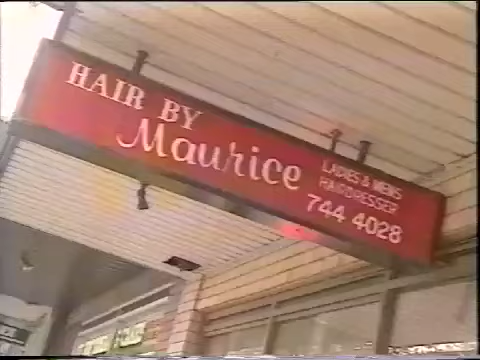 HAIR BY
Maurice
LADIES & MENS
HAIRDRESSER
744 4028